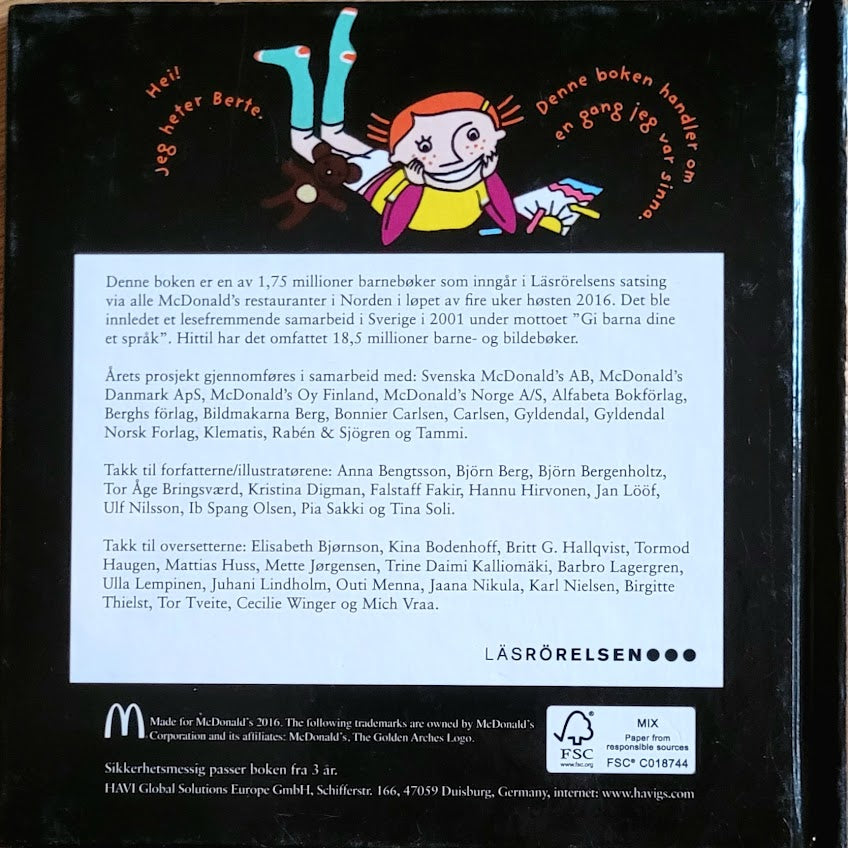 Hei!
Jeg heter Berte.
Denne boken handler om
en gang jeg var sinna.
Denne boken er en av 1,75 millioner barnebøker som inngår i Läsrörelsens satsing
via alle McDonald's restauranter i Norden i løpet av fire uker høsten 2016. Det ble
innledet et lesefremmende samarbeid i Sverige i 2001 under mottoet ”Gi barna dine
et språk”. Hittil har det omfattet 18,5 millioner barne- og bildebøker.
Årets prosjekt gjennomføres i samarbeid med: Svenska McDonald's AB, McDonald's
Danmark ApS, McDonald's Oy Finland, McDonald's Norge A/S, Alfabeta Bokförlag,
Berghs förlag, Bildmakarna Berg, Bonnier Carlsen, Carlsen, Gyldendal, Gyldendal
Norsk Forlag, Klematis, Rabén & Sjögren og Tammi.
Takk til forfatterne/illustratørene: Anna Bengtsson, Björn Berg, Björn Bergenholtz,
Tor Åge Bringsværd, Kristina Digman, Falstaff Fakir, Hannu Hirvonen, Jan Lööf,
Ulf Nilsson, Ib Spang Olsen, Pia Sakki og Tina Soli.
Takk til oversetterne: Elisabeth Bjørnson, Kina Bodenhoff, Britt G. Hallqvist, Tormod
Haugen, Mattias Huss, Mette Jørgensen, Trine Daimi Kalliomäki, Barbro Lagergren,
Ulla Lempinen, Juhani Lindholm, Outi Menna, Jaana Nikula, Karl Nielsen, Birgitte
Thielst, Tor Tveite, Cecilie Winger og Mich Vraa.
LÄSRÖRELSEN●●●
Made for McDonald's 2016. The following trademarks are owned by McDonald's
Corporation and its affiliates: McDonald's, The Golden Arches Logo.
FSC
www.fsc.org
MIX
Paper from
responsible sources
FSC® C018744
Sikkerhetsmessig passer boken fra 3 år.
HAVI Global Solutions Europe GmbH, Schifferstr. 166, 47059 Duisburg, Germany, internet: www.havigs.com